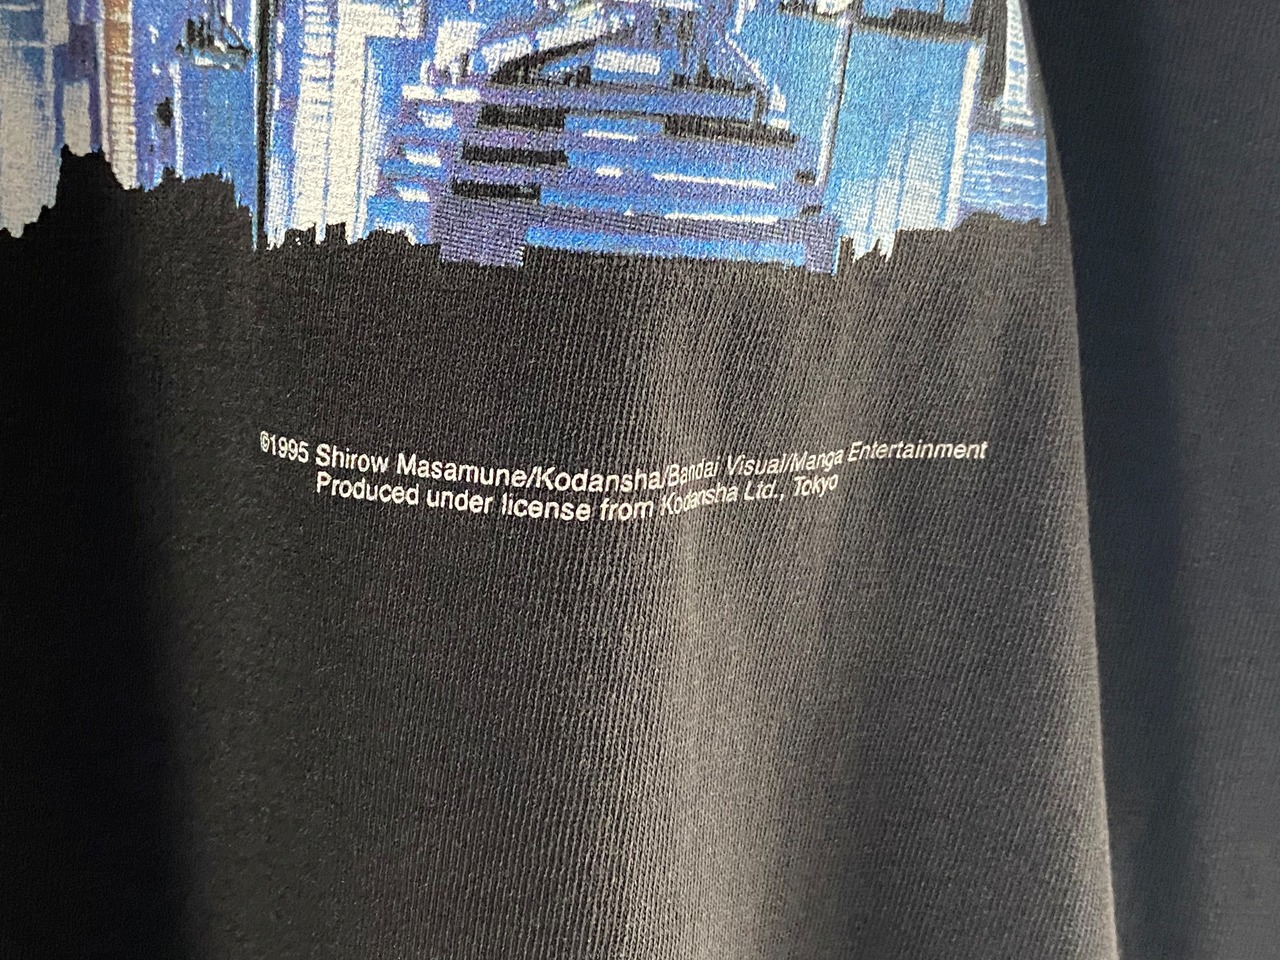 ©1995 Shirow Masamune/Kodansha/Bandai Visual/Manga Entertainment
Produced under license from Kodansha Ltd., Tokyo